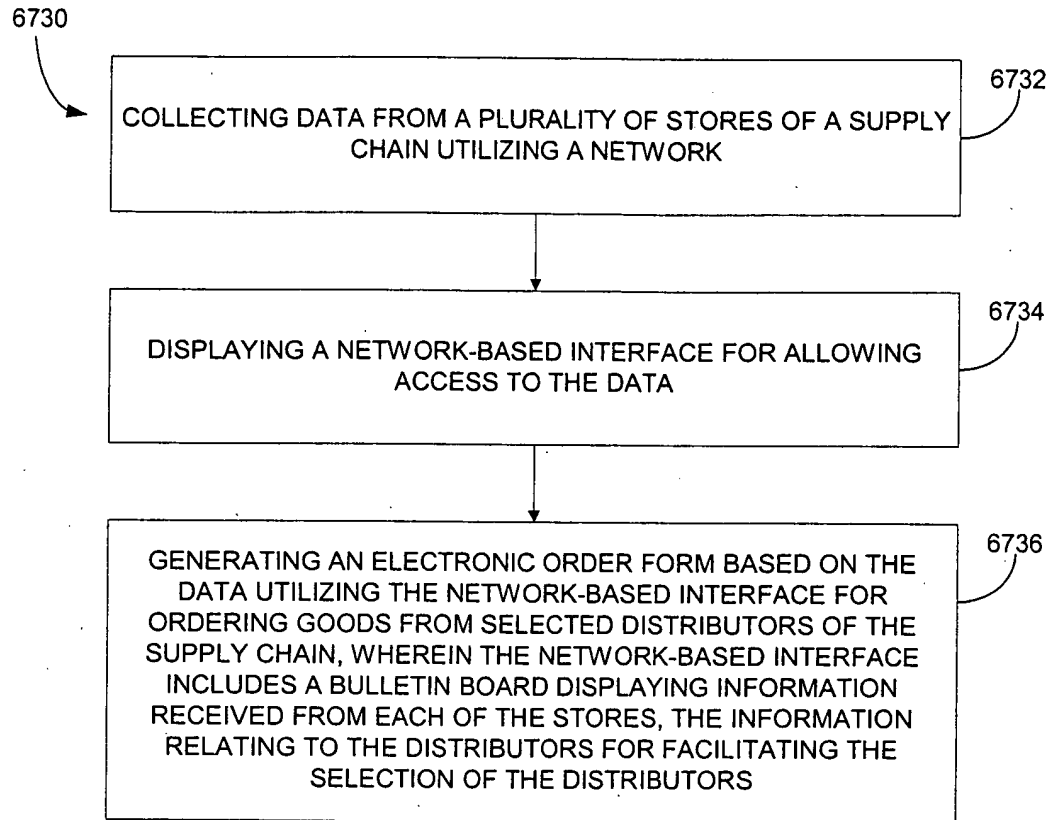 6730
6732
COLLECTING DATA FROM A PLURALITY OF STORES OF A SUPPLY
CHAIN UTILIZING A NETWORK
6734
DISPLAYING A NETWORK-BASED INTERFACE FOR ALLOWING
ACCESS TO THE DATA
6736
GENERATING AN ELECTRONIC ORDER FORM BASED ON THE
DATA UTILIZING THE NETWORK-BASED INTERFACE FOR
ORDERING GOODS FROM SELECTED DISTRIBUTORS OF THE
SUPPLY CHAIN, WHEREIN THE NETWORK-BASED INTERFACE
INCLUDES A BULLETIN BOARD DISPLAYING INFORMATION
RECEIVED FROM EACH OF THE STORES, THE INFORMATION
RELATING TO THE DISTRIBUTORS FOR FACILITATING THE
SELECTION OF THE DISTRIBUTORS